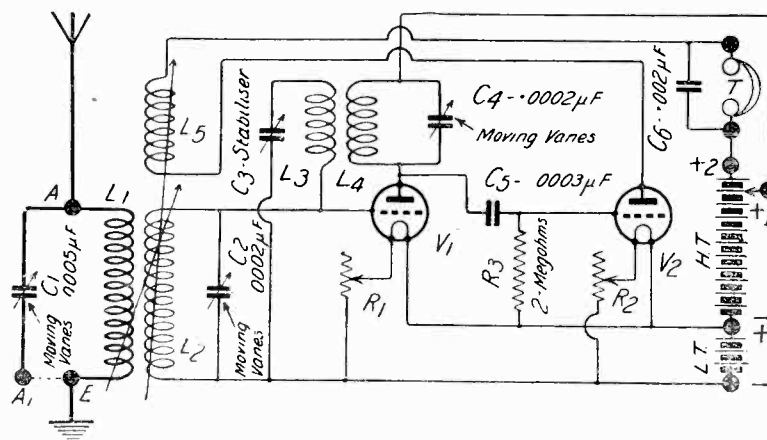 L5
C3-Stabiliser
L3
L4
C4-.0002µF
Moving Vanes
C6-.002µF
T
+2
A
L1
C5- .0003µF
V1
V2
H.T
C1
.0005µF
Moving
Vanes
C2
.0002µF
Moving
Vanes
L2
R1
R3
2-Megohms
R2
L.T.
A1
E